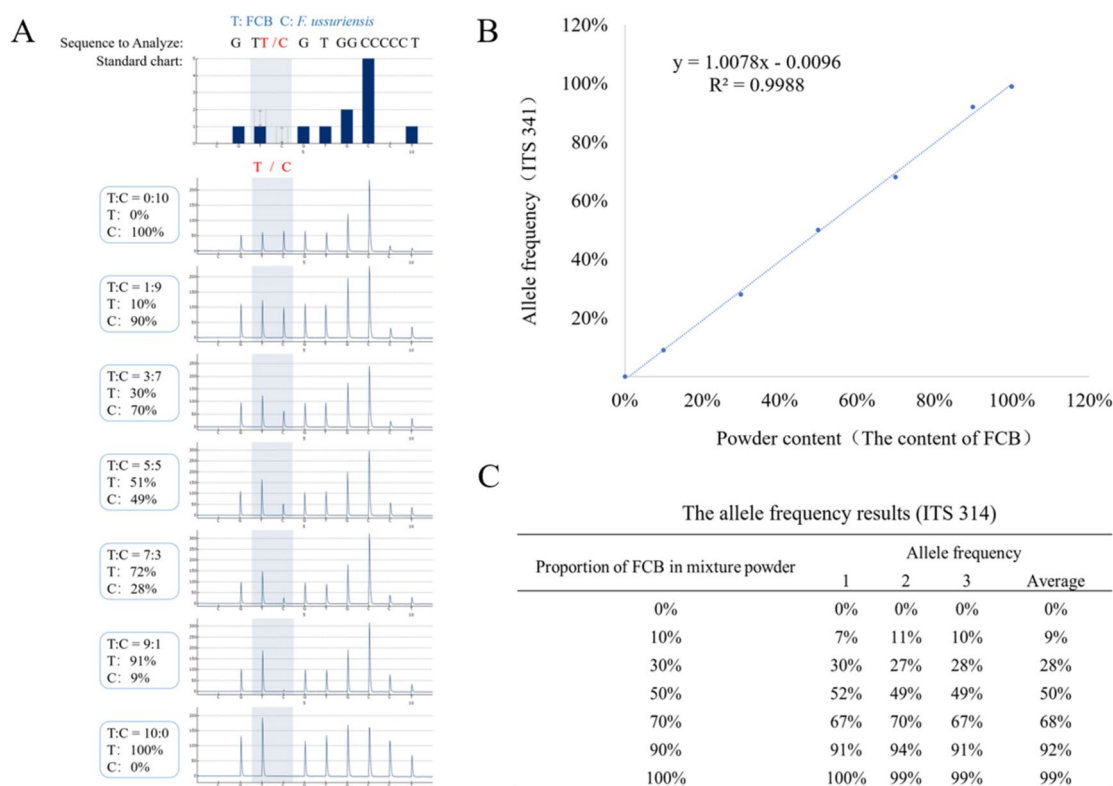 A
T: FCB C: F. ussuriensis
Sequence to Analyze: G T T / C G T GG CCCCC T
Standard chart:
T / C
T:C = 0:10
T: 0%
C: 100%
T:C = 1:9
T: 10%
C: 90%
T:C = 3:7
T: 30%
C: 70%
T:C = 5:5
T: 51%
C: 49%
T:C = 7:3
T: 72%
C: 28%
T:C = 9:1
T: 91%
C: 9%
T:C = 10:0
T: 100%
C: 0%
B
y = 1.0078x - 0.0096
R² = 0.9988
Allele frequency（ITS 341）
120%
100%
80%
60%
40%
20%
0% 20% 40% 60% 80% 100% 120%
Powder content（The content of FCB）
C
The allele frequency results (ITS 314)
Proportion of FCB in mixture powder Allele frequency
1 2 3 Average
0% 0% 0% 0% 0%
10% 7% 11% 10% 9%
30% 30% 27% 28% 28%
50% 52% 49% 49% 50%
70% 67% 70% 67% 68%
90% 91% 94% 91% 92%
100% 100% 99% 99% 99%